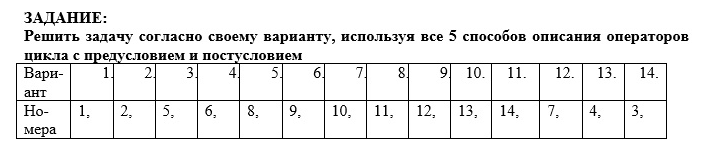 ЗАДАНИЕ:
Решить задачу согласно своему варианту, используя все 5 способов описания операторов
цикла с предусловием и постусловием
Вари- 1. 2. 3. 4. 5. 6. 7. 8. 9. 10. 11. 12. 13. 14.
ант
Но- 1, 2, 5, 6, 8, 9, 10, 11, 12, 13, 14, 7, 4, 3,
мера